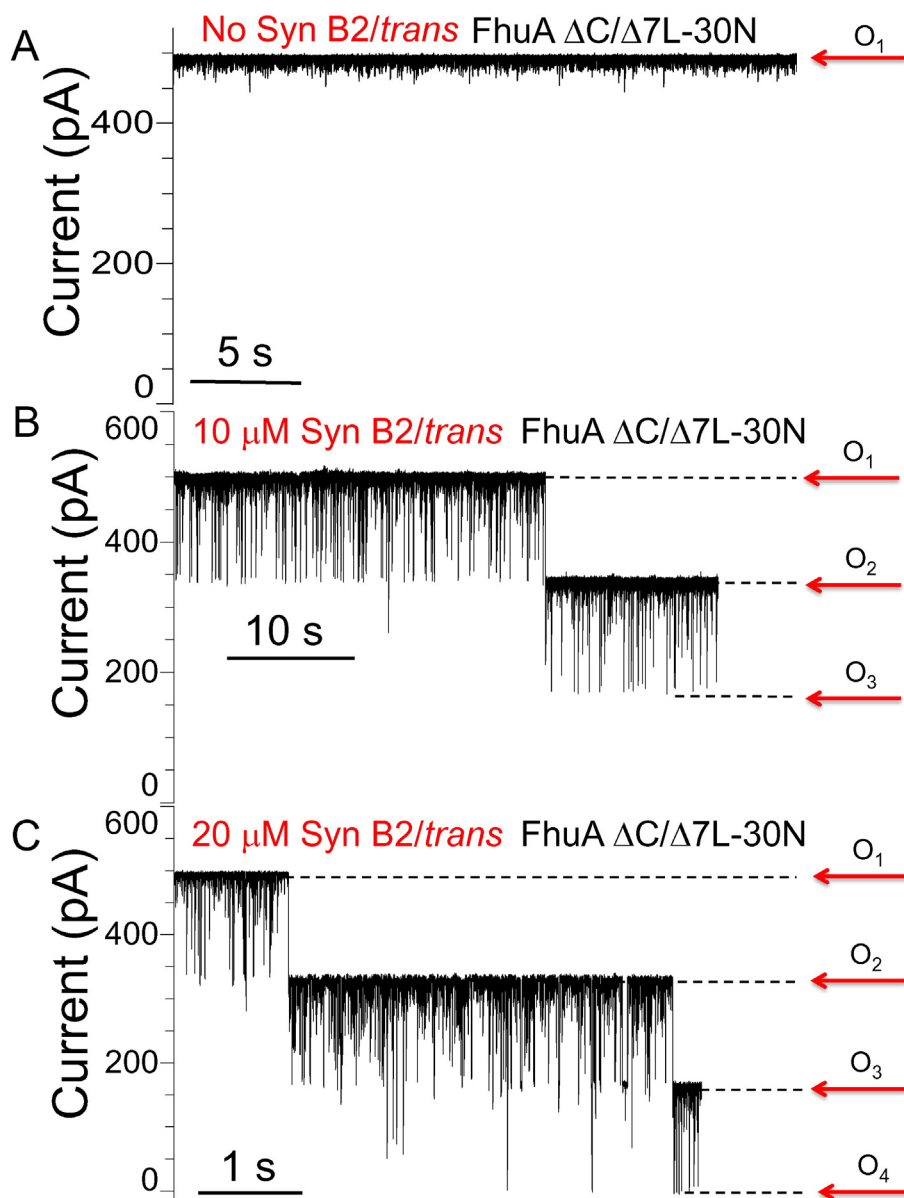 A
No Syn B2/trans FhuA ΔC/Δ7L-30N
O1
Current (pA)
400
200
0
5 s
B
10 μM Syn B2/trans FhuA ΔC/Δ7L-30N
O1
O2
O3
Current (pA)
600
400
200
0
10 s
C
20 μM Syn B2/trans FhuA ΔC/Δ7L-30N
O1
O2
O3
O4
Current (pA)
600
400
200
0
1 s